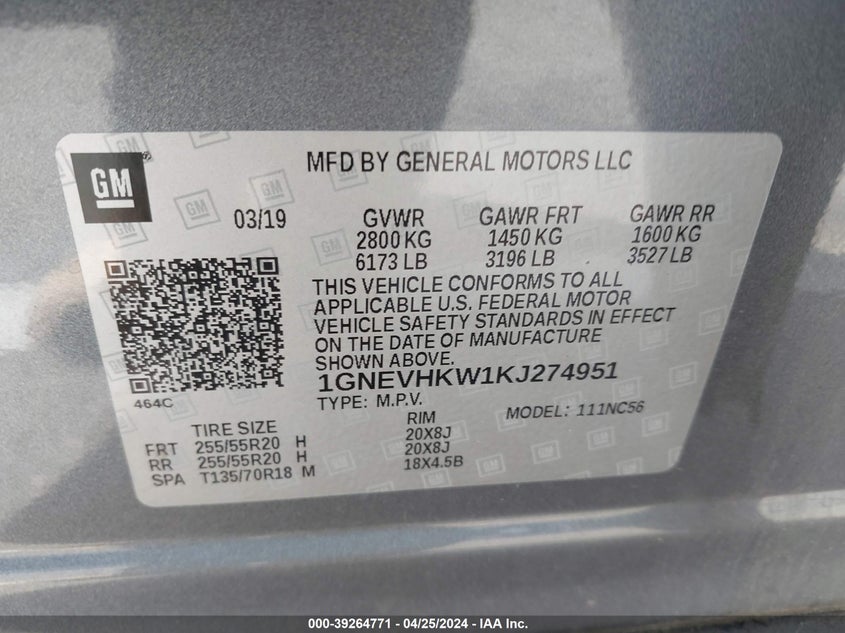 GM ®
MFD BY GENERAL MOTORS LLC
03/19 GVWR GAWR FRT GAWR RR
2800 KG 1450 KG 1600 KG
6173 LB 3196 LB 3527 LB
THIS VEHICLE CONFORMS TO ALL
APPLICABLE U.S. FEDERAL MOTOR
VEHICLE SAFETY STANDARDS IN EFFECT
ON THE DATE OF MANUFACTURE
SHOWN ABOVE.
1GNEVHKW1KJ274951
464C
TYPE: M.P.V. MODEL: 111NC56
TIRE SIZE RIM
FRT 255/55R20 H 20X8J
RR 255/55R20 H 20X8J
SPA T135/70R18 M 18X4.5B
000-39264771 - 04/25/2024 - IAA Inc.